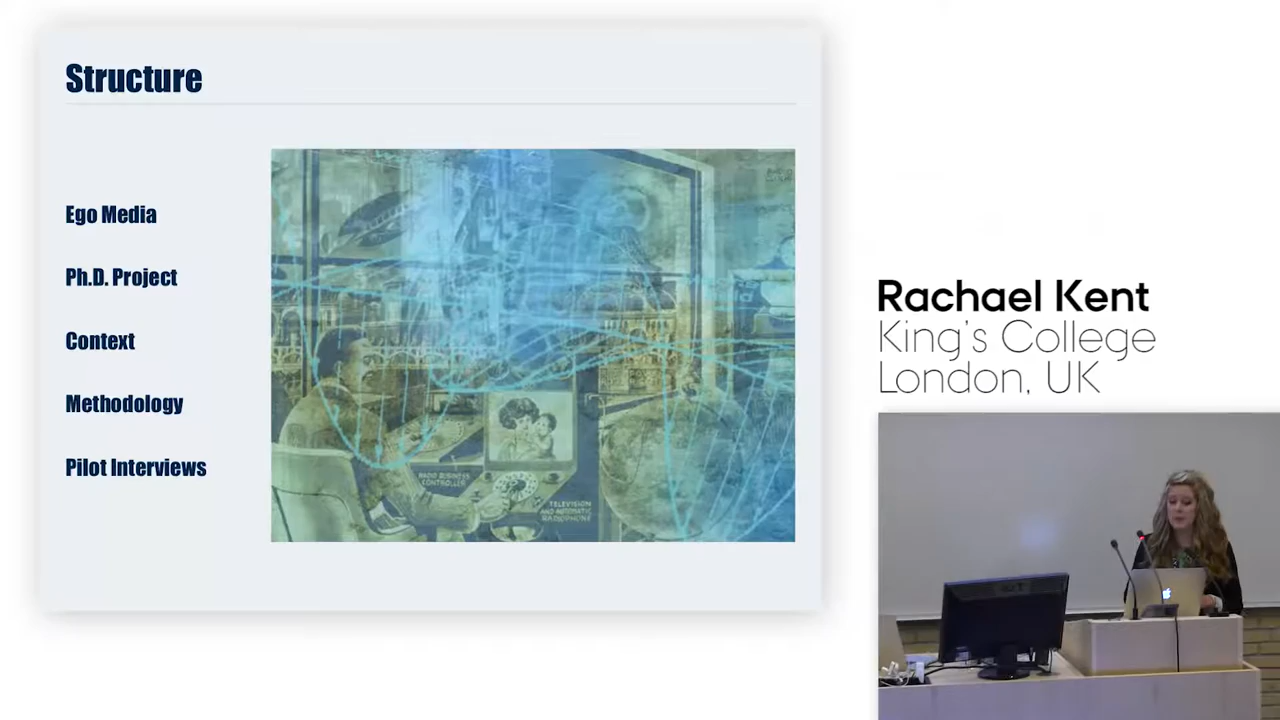 Structure
Ego Media
Ph.D. Project
Context
Methodology
Pilot Interviews
RADIO BUSINESS
CONTROLLER
TELEVISION
AND AUTOMATIC
RADIOPHONE
Rachael Kent
King's College
London, UK